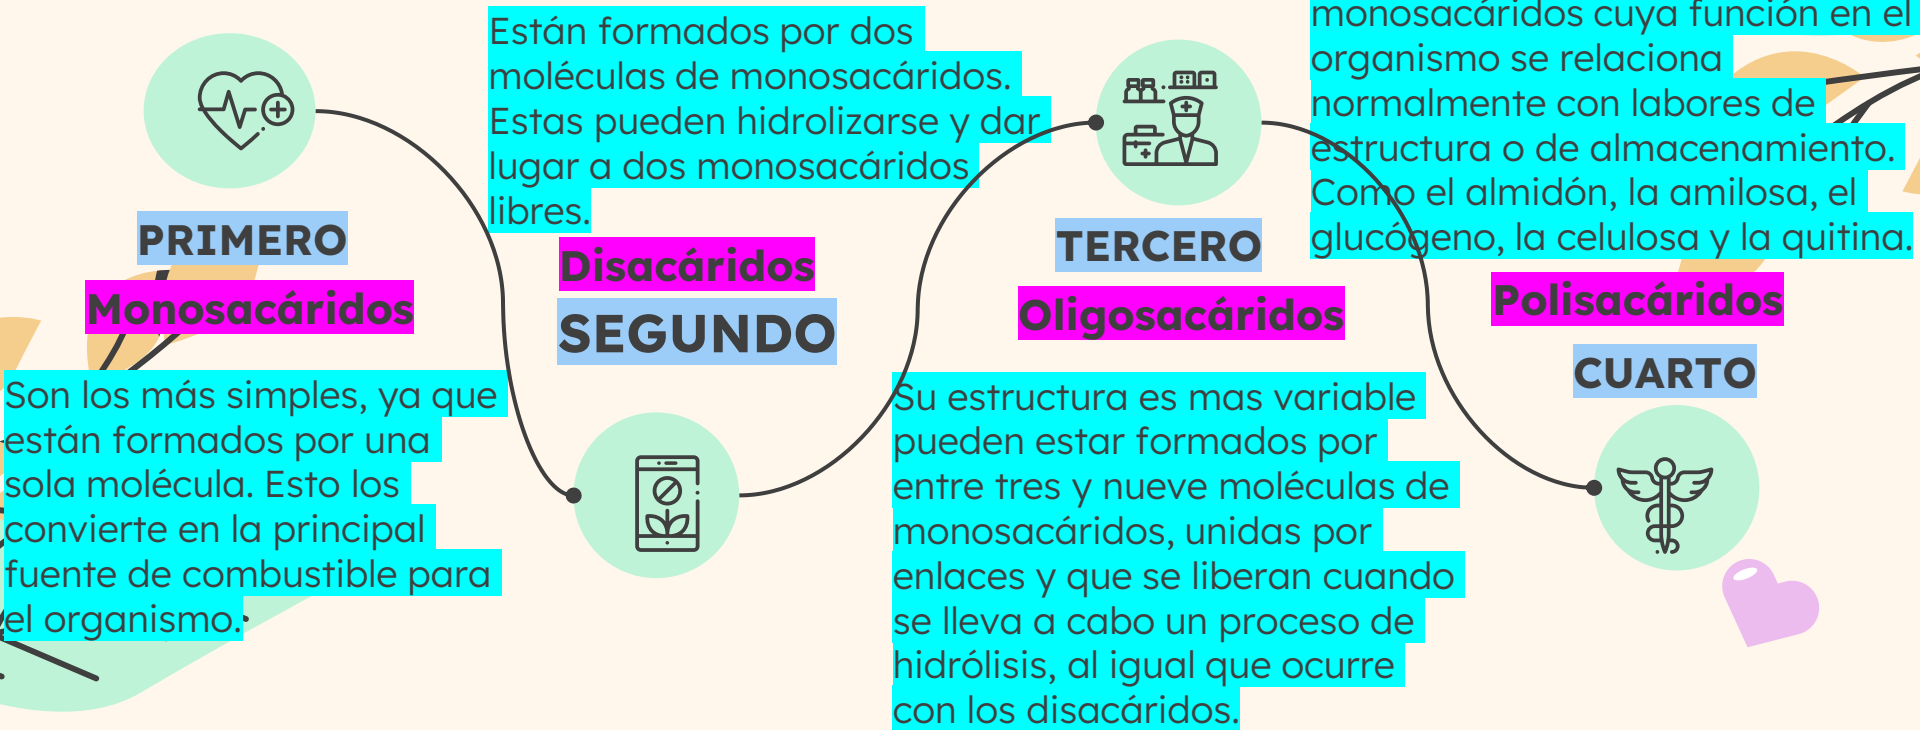 PRIMERO
Monosacáridos
Son los más simples, ya que
están formados por una
sola molécula. Esto los
convierte en la principal
fuente de combustible para
el organismo.
Están formados por dos
moléculas de monosacáridos.
Estas pueden hidrolizarse y dar
lugar a dos monosacáridos
libres.
Disacáridos
SEGUNDO
TERCERO
Oligosacáridos
Su estructura es mas variable
pueden estar formados por
entre tres y nueve moléculas de
monosacáridos, unidas por
enlaces y que se liberan cuando
se lleva a cabo un proceso de
hidrólisis, al igual que ocurre
con los disacáridos.
monosacáridos cuya función en el
organismo se relaciona
normalmente con labores de
estructura o de almacenamiento.
Como el almidón, la amilosa, el
glucógeno, la celulosa y la quitina.
Polisacáridos
CUARTO